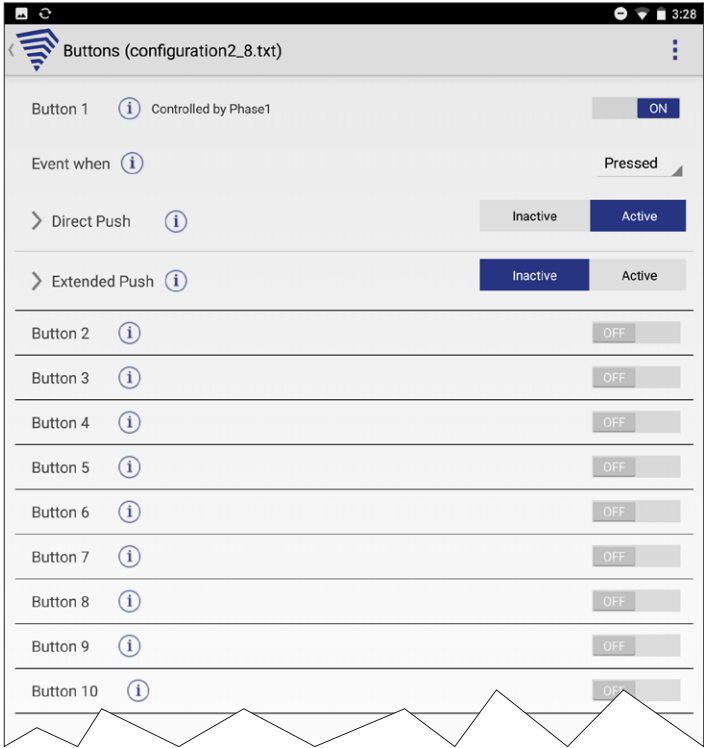 3:28
Buttons (configuration2_8.txt)
Button 1 i Controlled by Phase1 ON
Event when i Pressed
Direct Push i Inactive Active
Extended Push i Inactive Active
Button 2 i OFF
Button 3 i OFF
Button 4 i OFF
Button 5 i OFF
Button 6 i OFF
Button 7 i OFF
Button 8 i OFF
Button 9 i OFF
Button 10 i OFF